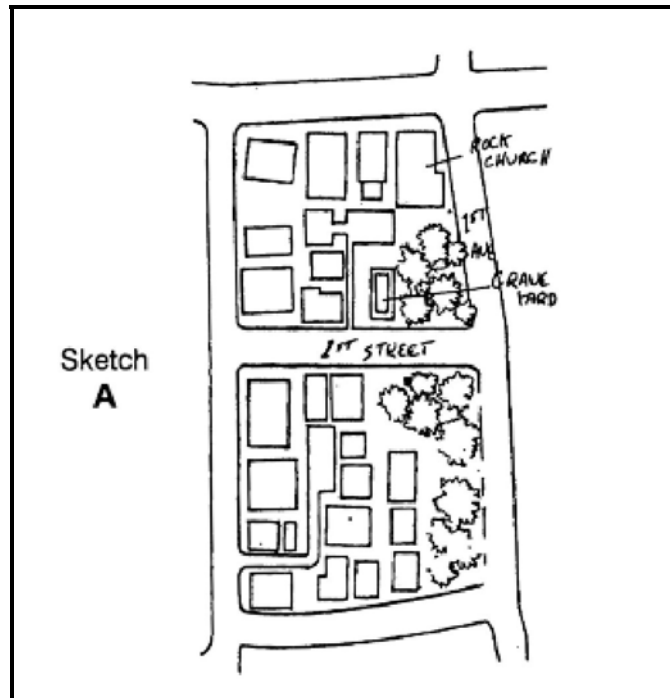 ROCK
CHURCH
1ST
AVE
GRAVE
YARD
1ST STREET
Sketch
A